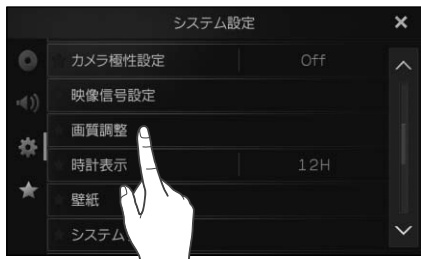 システム設定
カメラ極性設定 Off
映像信号設定
画質調整
時計表示 12H
壁紙
システム